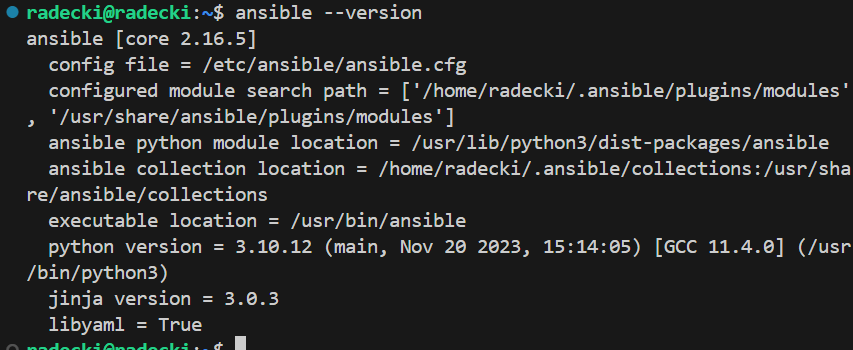 radecki@radecki:~$ ansible --version
ansible [core 2.16.5]
  config file = /etc/ansible/ansible.cfg
  configured module search path = ['/home/radecki/.ansible/plugins/modules'
, '/usr/share/ansible/plugins/modules']
  ansible python module location = /usr/lib/python3/dist-packages/ansible
  ansible collection location = /home/radecki/.ansible/collections:/usr/sha
re/ansible/collections
  executable location = /usr/bin/ansible
  python version = 3.10.12 (main, Nov 20 2023, 15:14:05) [GCC 11.4.0] (/usr
/bin/python3)
  jinja version = 3.0.3
  libyaml = True
radecki@radecki:~$